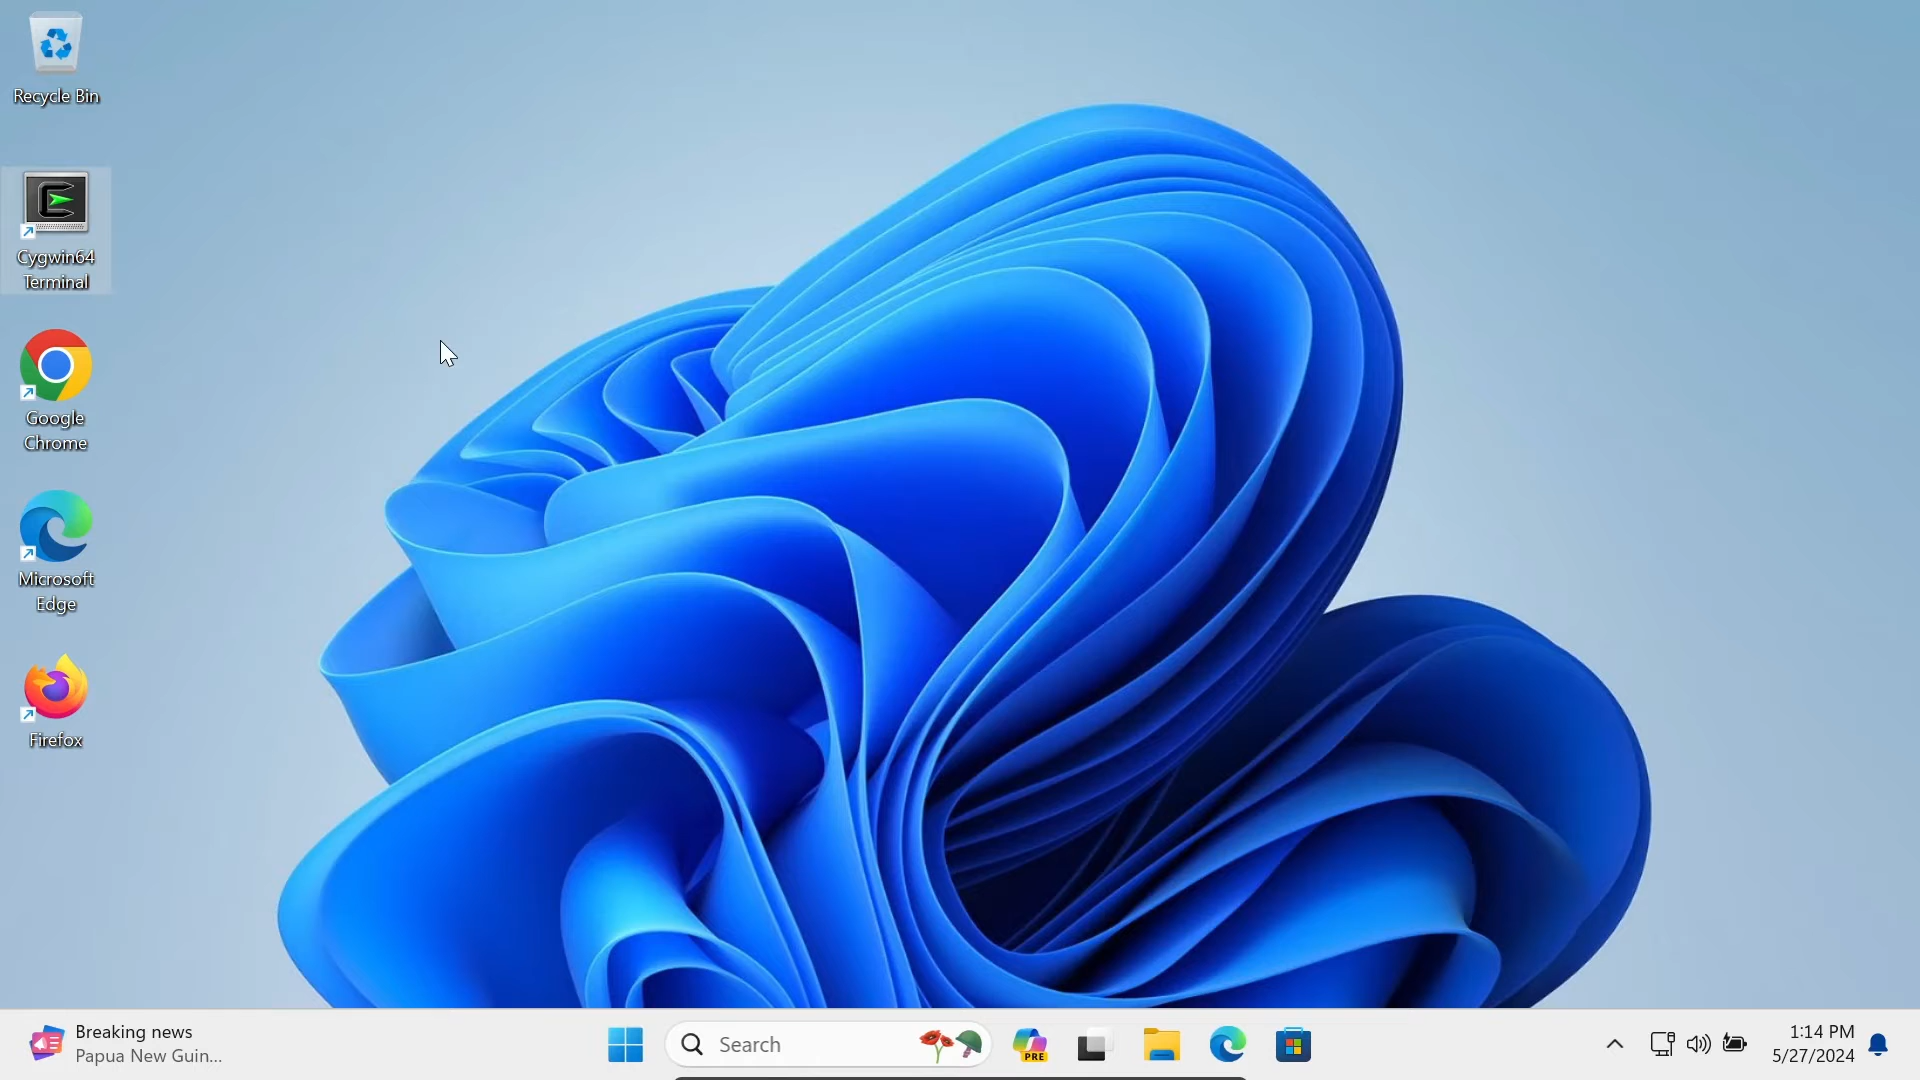 Recycle Bin
Cygwin64
Terminal
Google
Chrome
Microsoft
Edge
Firefox
Breaking news
Papua New Guin...
Search
PRE
1:14 PM
5/27/2024